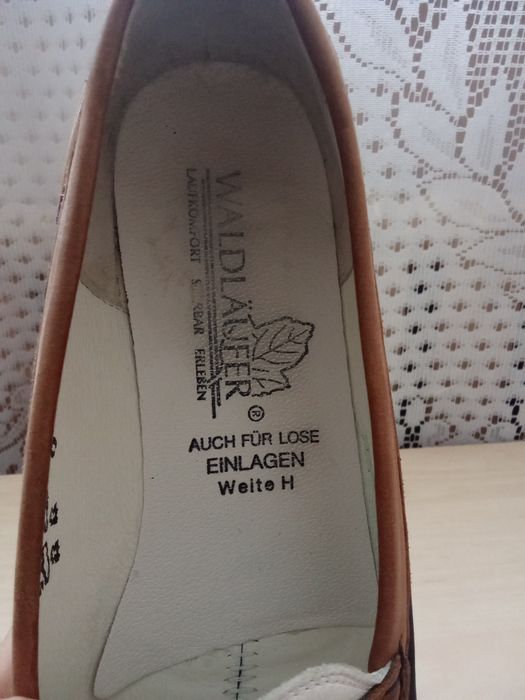 WALDLÄUFER
LAUFKOMFORT SPÜRBAR ERLEBEN
®
AUCH FÜR LOSE
EINLAGEN
Weite H